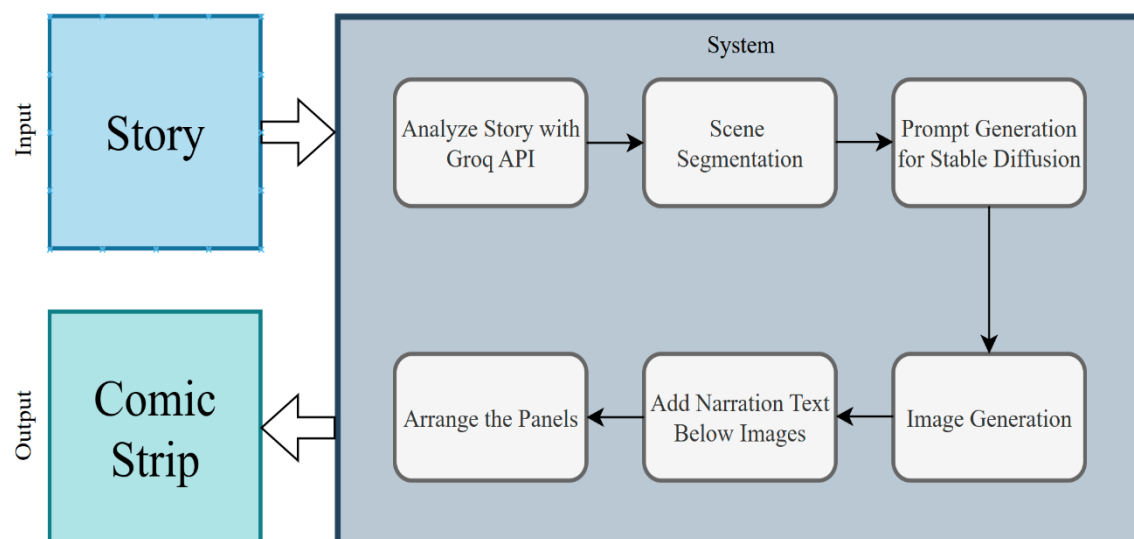 System
Input
Story
Analyze Story with
Groq API
Scene
Segmentation
Prompt Generation
for Stable Diffusion
Output
Comic
Strip
Arrange the Panels
Add Narration Text
Below Images
Image Generation